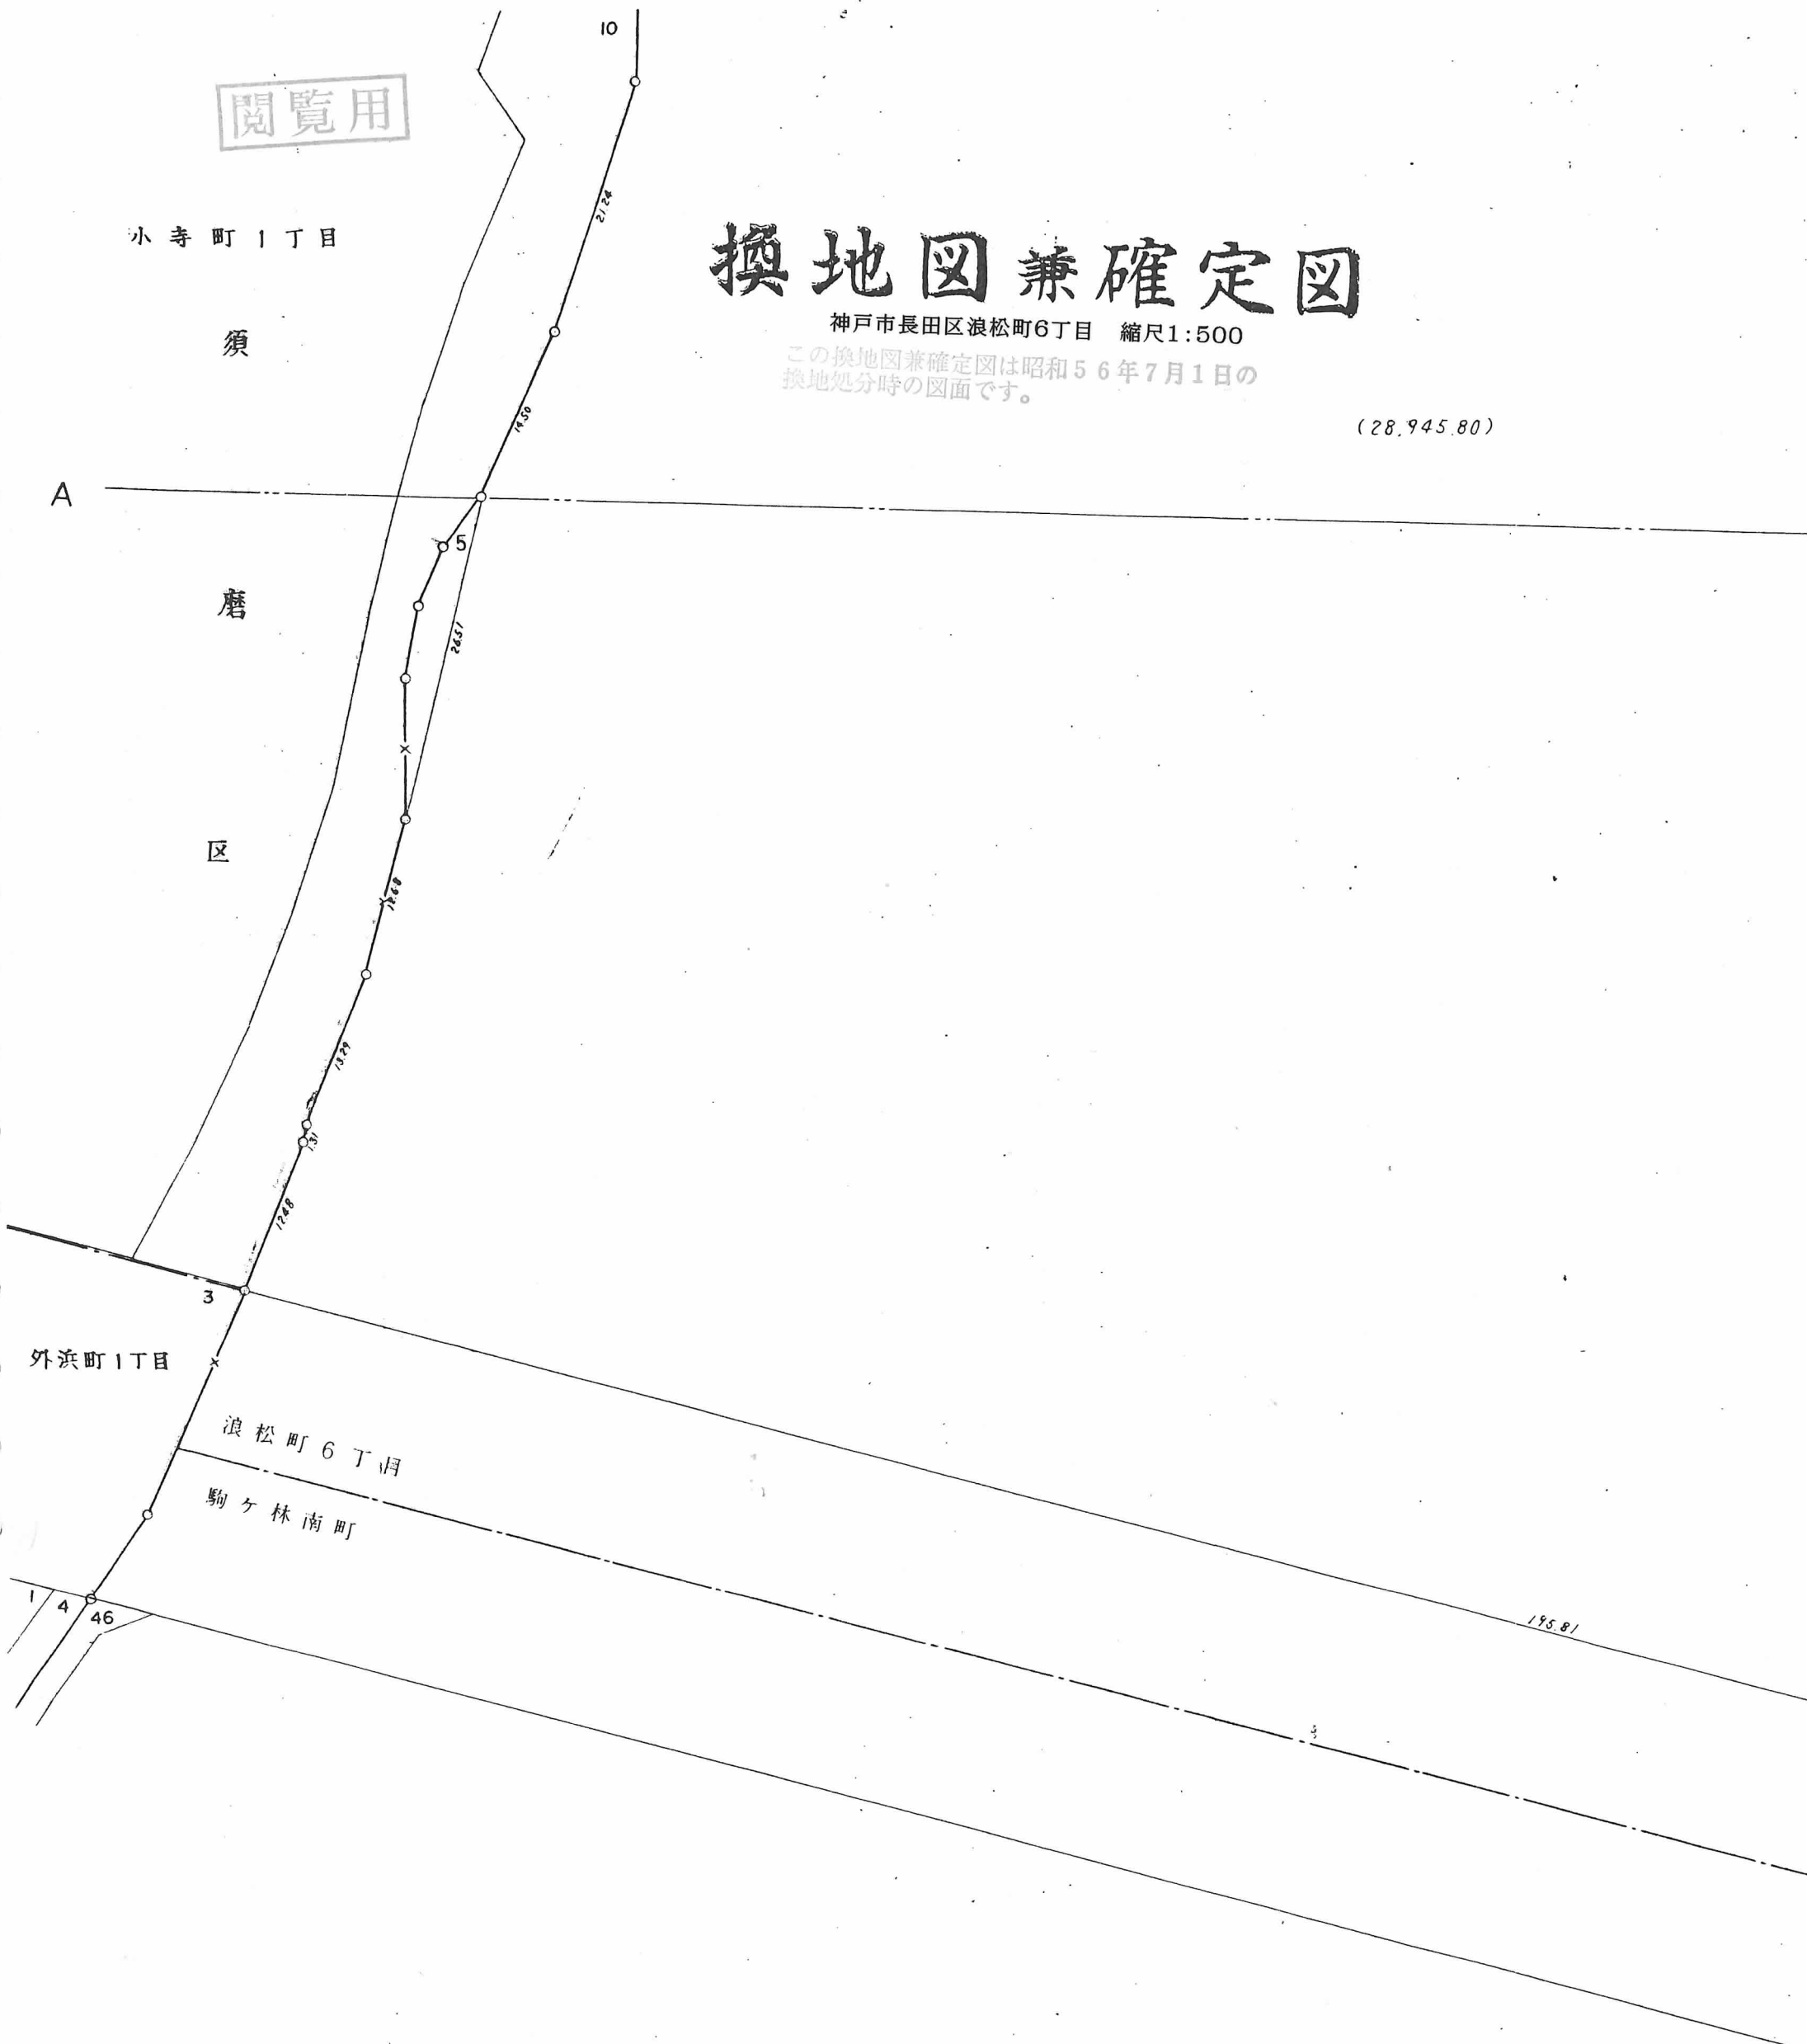 10
閲覧用
21.24
小寺町1丁目
換地図兼確定図
神戸市長田区浪松町6丁目 縮尺1:500
この換地図兼確定図は昭和56年7月1日の
換地処分時の図面です。
須
14.50
(28,945.80)
A
5
磨
26.51
区
12.68
13.29
1.31
12.48
3
外浜町1丁目
浪松町6丁目
駒ケ林南町
1
4
46
195.81